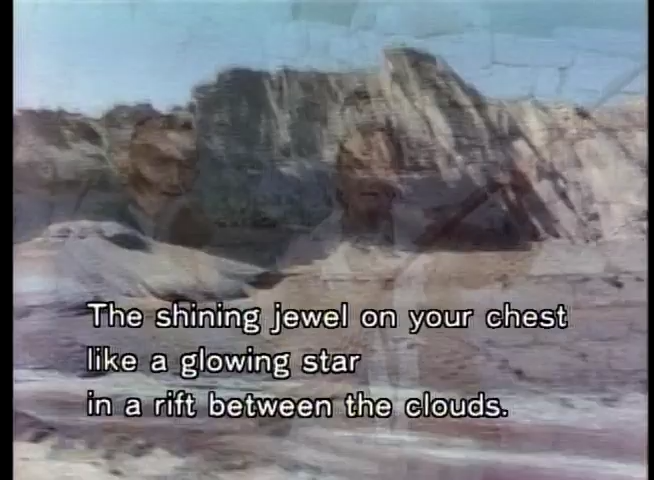 The shining jewel on your chest
like a glowing star
in a rift between the clouds.